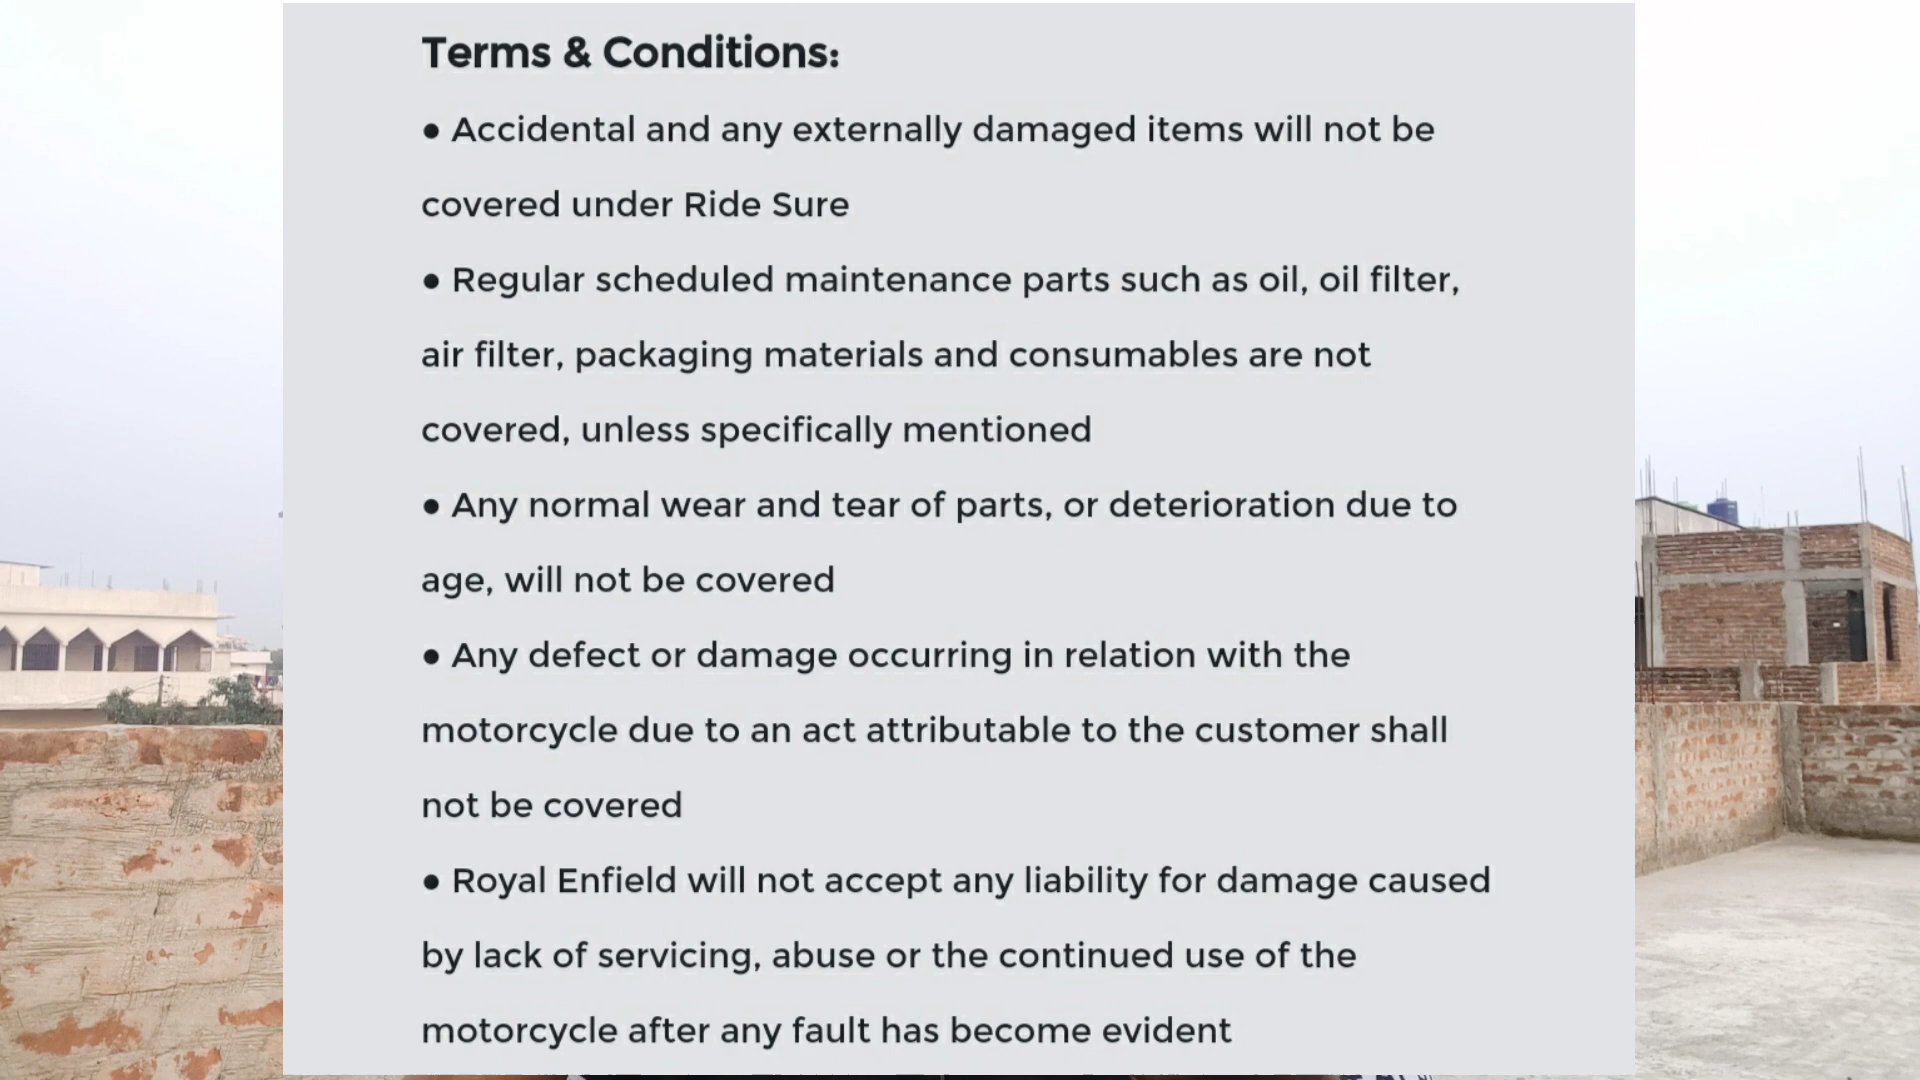 Terms & Conditions:
● Accidental and any externally damaged items will not be
covered under Ride Sure
● Regular scheduled maintenance parts such as oil, oil filter,
air filter, packaging materials and consumables are not
covered, unless specifically mentioned
● Any normal wear and tear of parts, or deterioration due to
age, will not be covered
● Any defect or damage occurring in relation with the
motorcycle due to an act attributable to the customer shall
not be covered
● Royal Enfield will not accept any liability for damage caused
by lack of servicing, abuse or the continued use of the
motorcycle after any fault has become evident